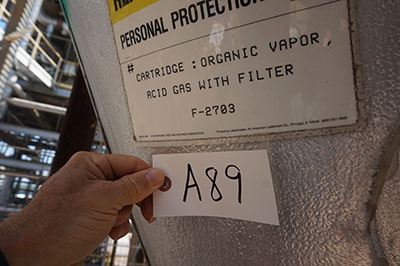 PERSONAL PROTECTION
# CARTRIDGE : ORGANIC VAPOR,
ACID GAS WITH FILTER
F-2703
A89